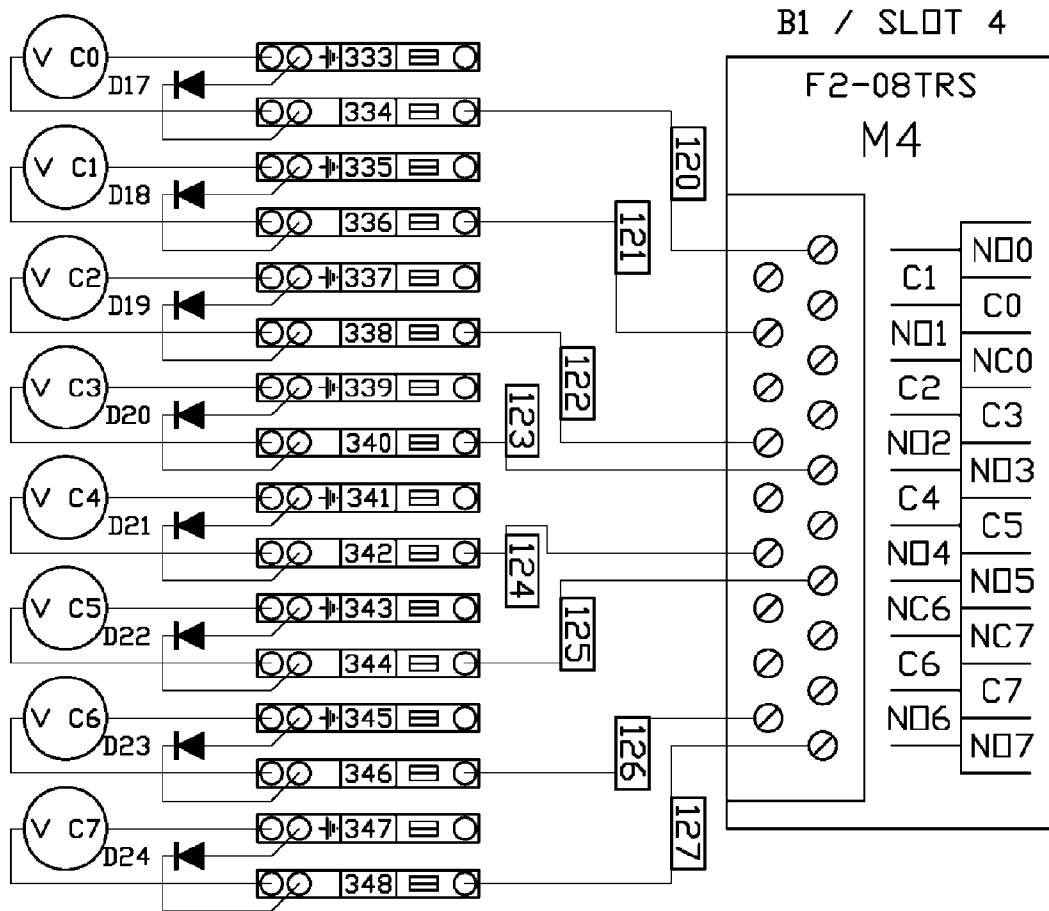 B1 / SLOT 4
F2-08TRS
M4
V C0
D17
333
334
120
V C1
D18
335
336
121
V C2
D19
337
338
122
V C3
D20
339
340
123
V C4
D21
341
342
124
V C5
D22
343
344
125
V C6
D23
345
346
126
V C7
D24
347
348
127
C1
NO1
C2
NO2
C4
NO4
NC6
C6
NO6
NO0
C0
NC0
C3
NO3
C5
NO5
NC7
C7
NO7